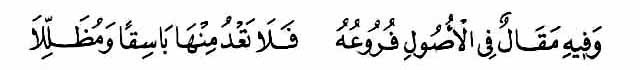 وَفِيهِ مَقَالٌ فِى الْأُصُولِ فُرُوعُهُ فَلَا تَعْدُ مِنْهَا بَاسِقًا وَمُظَلِّلَا